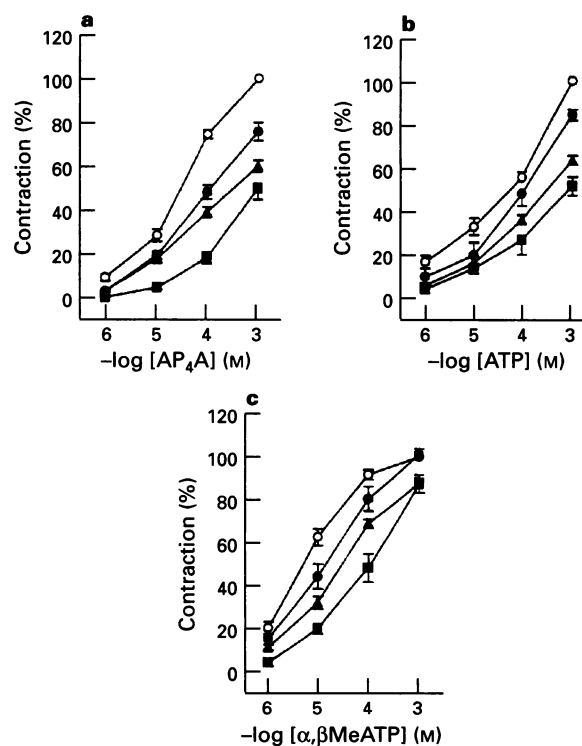 a
120
100
80
60
40
20
0
Contraction (%)
6 5 4 3
–log [AP₄A] (M)
b
120
100
80
60
40
20
0
Contraction (%)
6 5 4 3
–log [ATP] (M)
c
120
100
80
60
40
20
0
Contraction (%)
6 5 4 3
–log [α,βMeATP] (M)